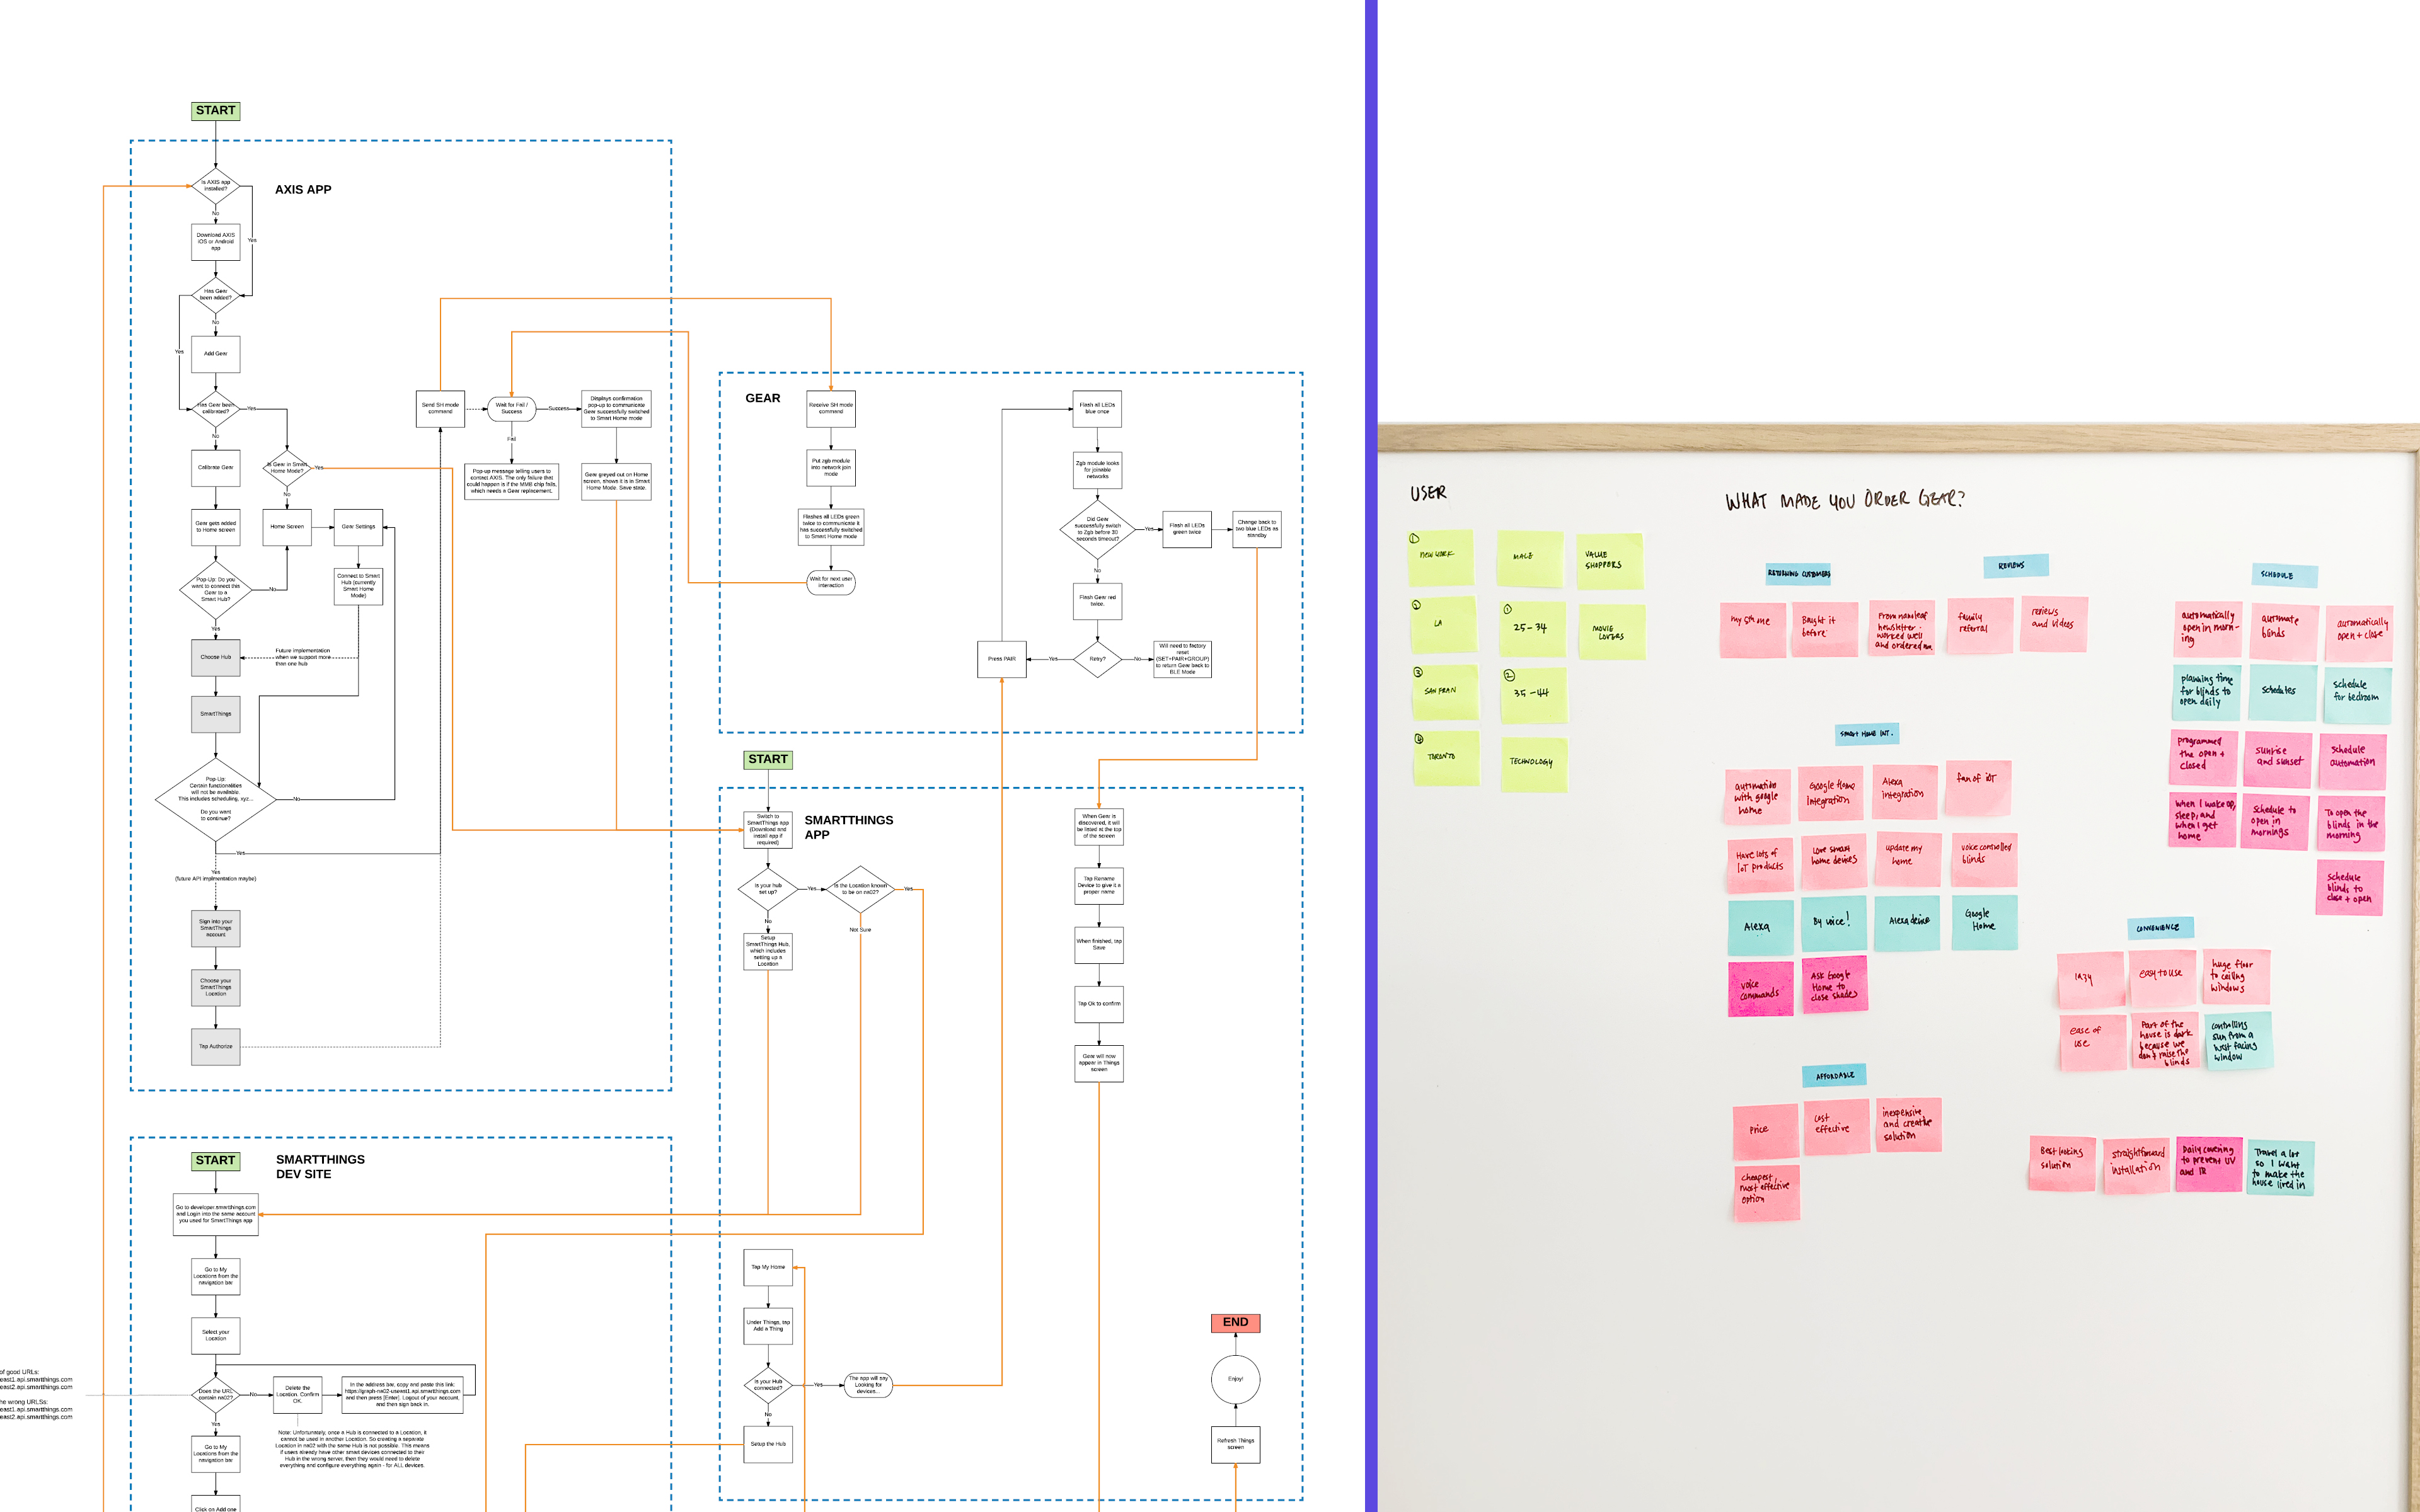 START
AXIS APP
Is AXIS app
installed?
No
Yes
Download AXIS
iOS or Android
app
Has Gear
been added?
No
Yes
Add Gear
Has Gear been
calibrated?
Yes
No
Calibrate Gear
Is Gear in Smart
Home Mode?
Yes
No
Gear gets added
to Home screen
Home Screen
Gear Settings
Pop-Up: Do you
want to connect this
Gear to a
Smart Hub?
No
Yes
Connect to Smart
Hub (currently
Smart Home
Mode)
Choose Hub
Future implementation
when we support more
than one hub
SmartThings
Pop-Up:
Certain functionalities
will not be available.
This includes scheduling, xyz...
Do you want
to continue?
No
Yes
Yes
(future API implimentation maybe)
Sign into your
SmartThings
account
Choose your
SmartThings
Location
Tap Authorize
Send SH mode
command
Wait for Fail /
Success
Success
Fail
Displays confirmation
pop-up to communicate
Gear successfully switched
to Smart Home mode
Pop-up message telling users to
contact AXIS. The only failure that
could happen is if the MMB chip fails,
which needs a Gear replacement.
Gear greyed out on Home
screen, shows it is in Smart
Home Mode. Save state.
GEAR
Receive SH mode
command
Put zgb module
into network join
mode
Flashes all LEDs green
twice to communicate it
has successfully switched
to Smart Home mode
Wait for next user
interaction
Flash all LEDs
blue once
Zgb module looks
for joinable
networks
Did Gear
successfully switch
to Zgb before 30
seconds timeout?
Yes
No
Flash all LEDs
green twice
Change back to
two blue LEDs as
standby
Flash Gear red
twice.
Press PAIR
Yes
Retry?
No
Will need to factory
reset
(SET+PAIR+GROUP)
to return Gear back to
BLE Mode
START
SMARTTHINGS
APP
Switch to
SmartThings app
(Download and
install app if
required)
Is your hub
set up?
Yes
No
Is the Location known
to be on na02?
Yes
Not Sure
Setup
SmartThings Hub,
which includes
setting up a
Location
When Gear is
discovered, it will
be listed at the top
of the screen
Tap Rename
Device to give it a
proper name
When finished, tap
Save
Tap Ok to confirm
Gear will now
appear in Things
screen
Tap My Home
Under Things, tap
Add a Thing
Is your Hub
connected?
Yes
No
The app will say
Looking for
devices...
Setup the Hub
END
Enjoy!
Refresh Things
screen
START
SMARTTHINGS
DEV SITE
Go to developer.smartthings.com
and Login into the same account
you used for SmartThings app
Go to My
Locations from the
navigation bar
Select your
Location
of good URLs:
east1.api.smartthings.com
east2.api.smartthings.com
he wrong URLSs:
east1.api.smartthings.com
east2.api.smartthings.com
Does the URL
contain na02?
No
Yes
Delete the
Location. Confirm
OK.
In the address bar, copy and paste this link:
https://graph-na02-useast1.api.smartthings.com
and then press [Enter]. Logout of your account,
and then sign back in.
Note: Unfortunately, once a Hub is connected to a Location, it
cannot be used in another Location. So creating a separate
Location in na02 with the same Hub is not possible. This means
if users already have other smart devices connected to their
Hub in the wrong server, then they would need to delete
everything and configure everything again - for ALL devices.
Go to My
Locations from the
navigation bar
Click on Add one
USER
① NEW YORK
MALE
VALUE
SHOPPERS
② LA
① 25-34
MOVIE
LOVERS
③ SAN FRAN
② 35-44
④ TORONTO
TECHNOLOGY
WHAT MADE YOU ORDER GEAR?
RETURNING CUSTOMERS
REVIEWS
my 5th one
Bought it
before
From nanoleaf
newsletter.
worked well
and ordered
family
referral
reviews
and videos
SMART HOME INT.
automation
with google
home
Google Home
Integration
Alexa
integration
fan of IoT
Have lots of
IoT products
Love smart
home devices
update my
home
voice controlled
blinds
Alexa
By voice!
Alexa device
Google
Home
voice
commands
Ask Google
Home to
close shades
AFFORDABLE
Price
cost
effective
inexpensive
and creative
solution
cheapest,
most effective
option
SCHEDULE
automatically
open in morn-
ing
automate
blinds
automatically
open + close
planning time
for blinds to
open daily
Schedules
Schedule
for bedroom
programmed
the open +
closed
sunrise
and sunset
Schedule
automation
when I wake up,
sleep, and
when I get
home
Schedule to
open in
mornings
To open the
blinds in the
morning
Schedule
blinds to
close + open
CONVENIENCE
lazy
easy to use
huge floor
to ceiling
windows
ease of
use
Part of the
house is dark
because we
don't raise the
blinds
controlling
sun from a
west facing
window
Best looking
solution
straightforward
installation
Daily covering
to prevent UV
and IR
Travel a lot
so I want
to make the
house lived in